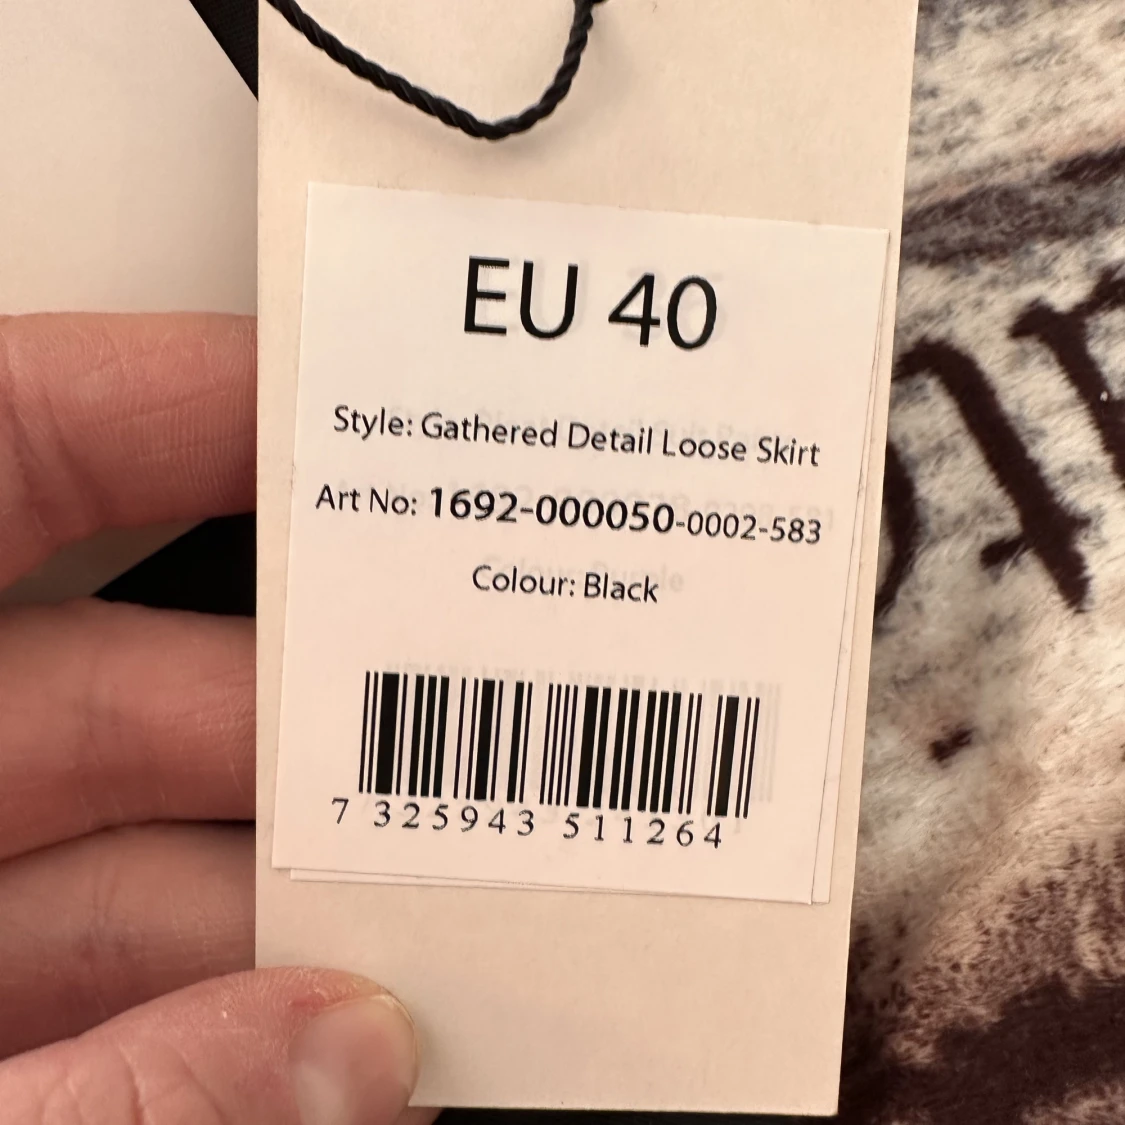 EU 40
Style: Gathered Detail Loose Skirt
Art No: 1692-000050-0002-583
Colour: Black
7 325943 511264